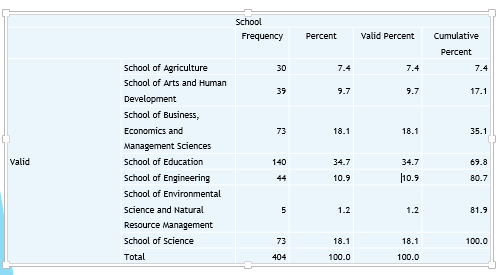 School
Frequency Percent Valid Percent Cumulative
Percent
School of Agriculture 30 7.4 7.4 7.4
School of Arts and Human
Development 39 9.7 9.7 17.1
School of Business,
Economics and 73 18.1 18.1 35.1
Management Sciences
Valid School of Education 140 34.7 34.7 69.8
School of Engineering 44 10.9 10.9 80.7
School of Environmental
Science and Natural 5 1.2 1.2 81.9
Resource Management
School of Science 73 18.1 18.1 100.0
Total 404 100.0 100.0